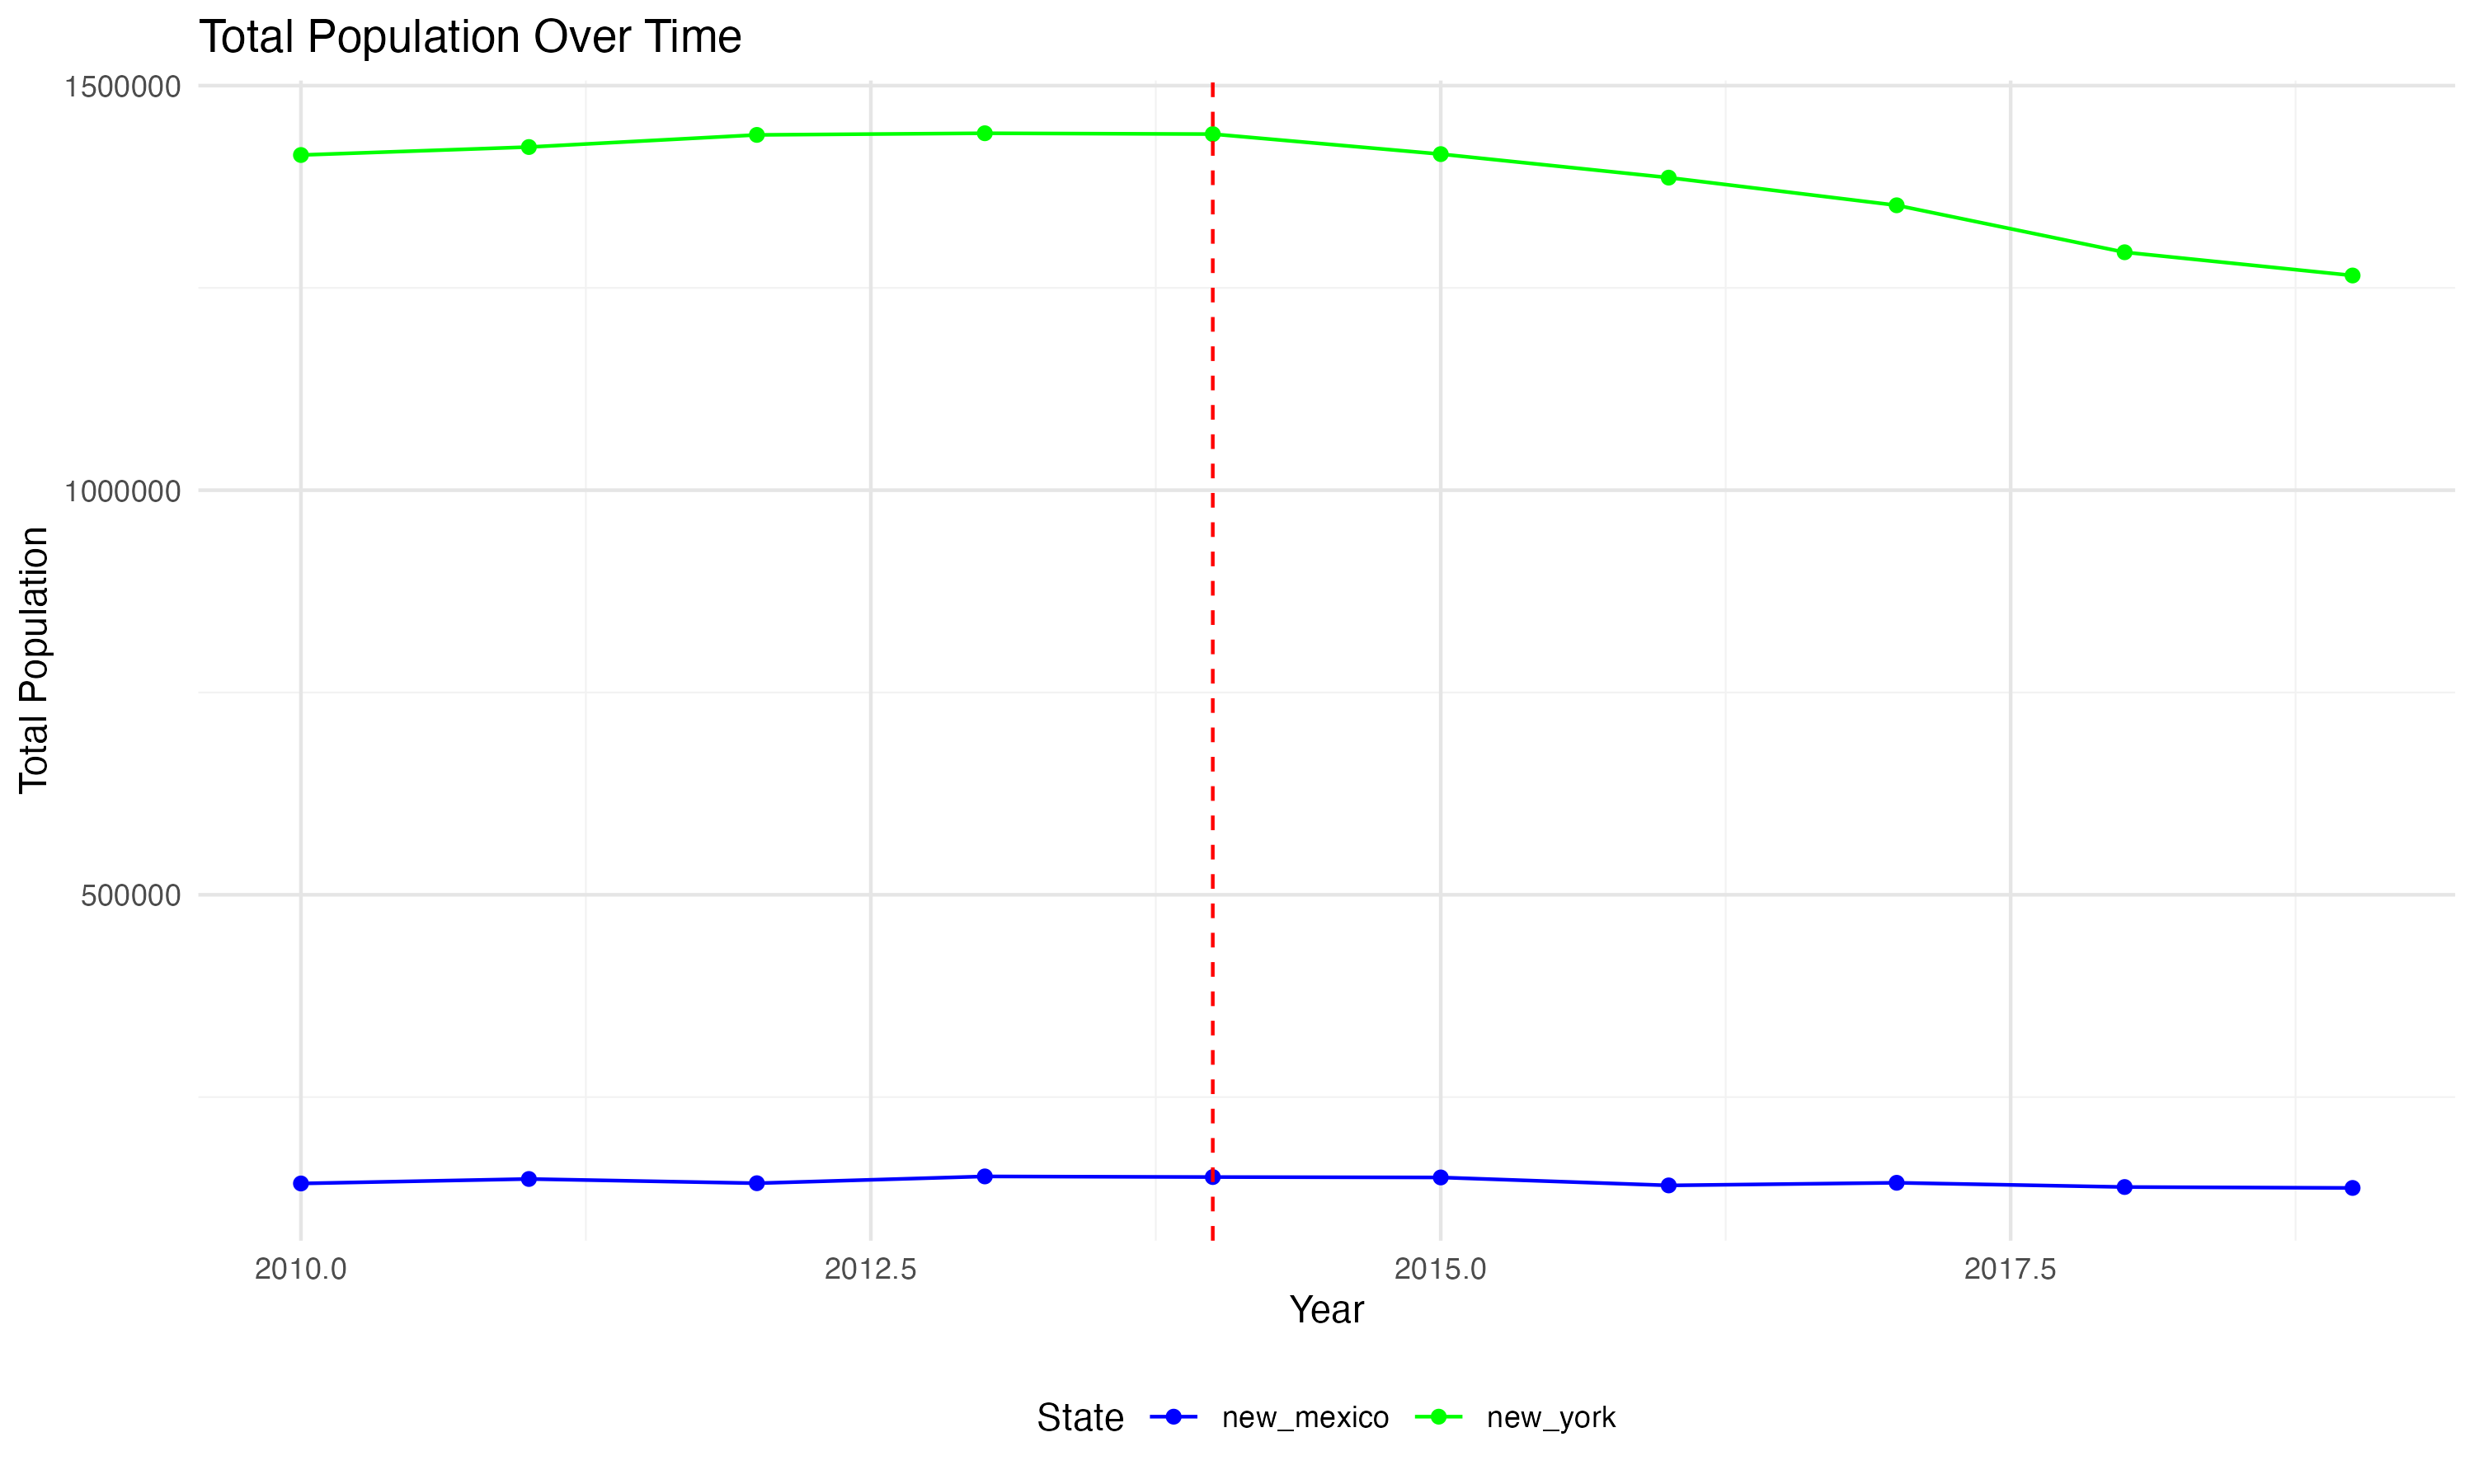 Total Population Over Time
1500000
1000000
500000
Total Population
2010.0 2012.5 2015.0 2017.5
Year
State new_mexico new_york